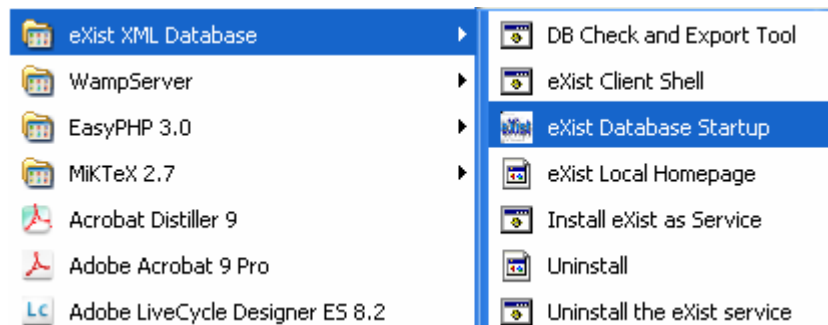 eXist XML Database
WampServer
EasyPHP 3.0
MiKTeX 2.7
Acrobat Distiller 9
Adobe Acrobat 9 Pro
Adobe LiveCycle Designer ES 8.2
DB Check and Export Tool
eXist Client Shell
eXist Database Startup
eXist Local Homepage
Install eXist as Service
Uninstall
Uninstall the eXist service